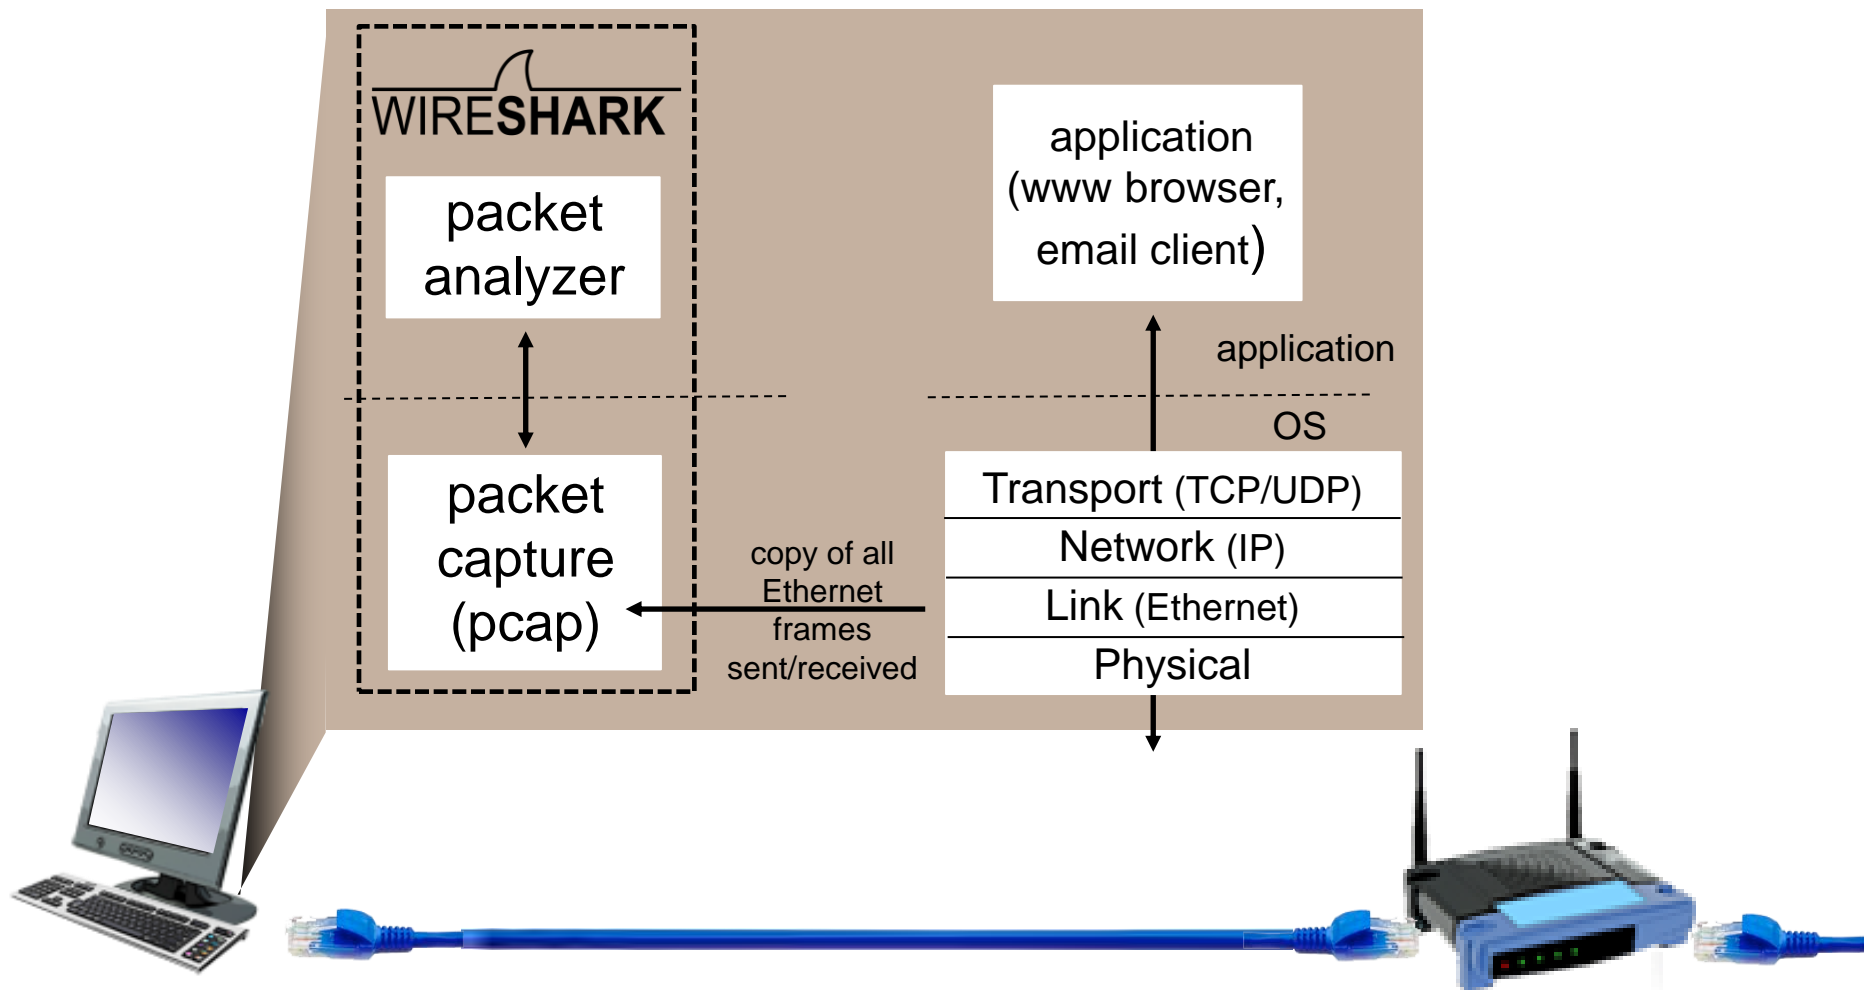 WIRESHARK
packet
analyzer
packet
capture
(pcap)
copy of all
Ethernet
frames
sent/received
application
(www browser,
email client)
application
OS
Transport (TCP/UDP)
Network (IP)
Link (Ethernet)
Physical